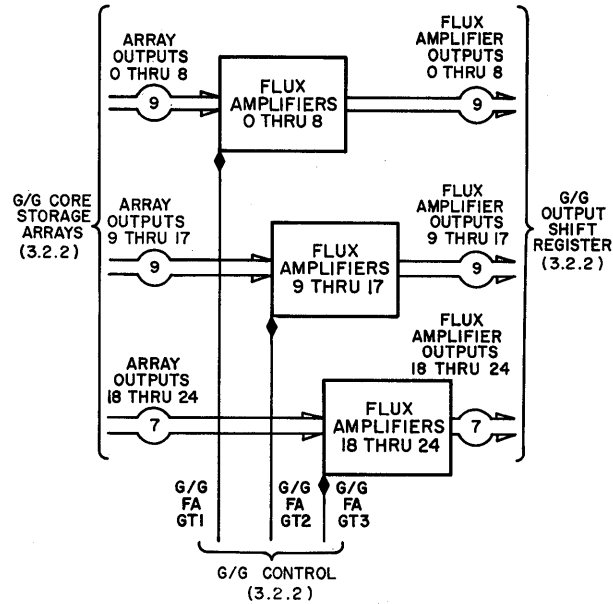 ARRAY
OUTPUTS
0 THRU 8
9
FLUX
AMPLIFIERS
0 THRU 8
FLUX
AMPLIFIER
OUTPUTS
0 THRU 8
9
G/G CORE
STORAGE
ARRAYS
(3.2.2)
ARRAY
OUTPUTS
9 THRU 17
9
FLUX
AMPLIFIERS
9 THRU 17
FLUX
AMPLIFIER
OUTPUTS
9 THRU 17
9
G/G
OUTPUT
SHIFT
REGISTER
(3.2.2)
ARRAY
OUTPUTS
18 THRU 24
7
FLUX
AMPLIFIERS
18 THRU 24
FLUX
AMPLIFIER
OUTPUTS
18 THRU 24
7
G/G
FA
GT1
G/G
FA
GT2
G/G
FA
GT3
G/G CONTROL
(3.2.2)